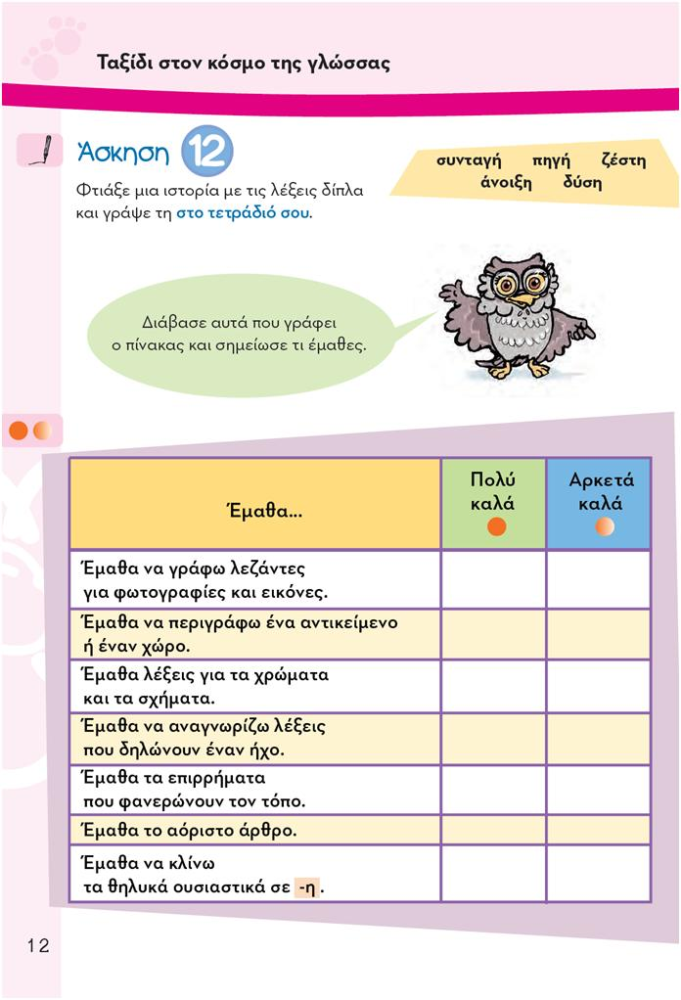 Ταξίδι στον κόσμο της γλώσσας
Άσκηση 12
Φτιάξε μια ιστορία με τις λέξεις δίπλα
και γράψε τη στο τετράδιό σου.
συνταγή πηγή ζέστη
άνοιξη δύση
Διάβασε αυτά που γράφει
ο πίνακας και σημείωσε τι έμαθες.
Έμαθα...
Πολύ
καλά
Αρκετά
καλά
Έμαθα να γράφω λεζάντες
για φωτογραφίες και εικόνες.
Έμαθα να περιγράφω ένα αντικείμενο
ή έναν χώρο.
Έμαθα λέξεις για τα χρώματα
και τα σχήματα.
Έμαθα να αναγνωρίζω λέξεις
που δηλώνουν έναν ήχο.
Έμαθα τα επιρρήματα
που φανερώνουν τον τόπο.
Έμαθα το αόριστο άρθρο.
Έμαθα να κλίνω
τα θηλυκά ουσιαστικά σε -η .
12